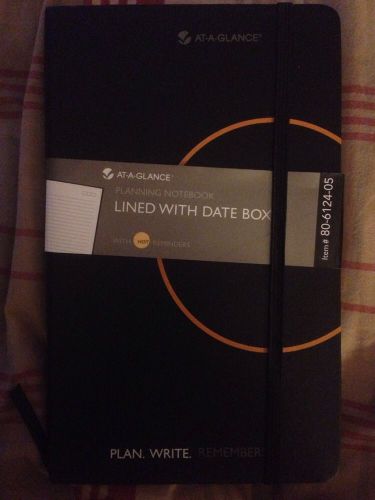 AT-A-GLANCE®
AT-A-GLANCE®
PLANNING NOTEBOOK
LINED WITH DATE BOX
WITH HOT REMINDERS
Item# 80-6124-05
PLAN. WRITE. REMEMBER.